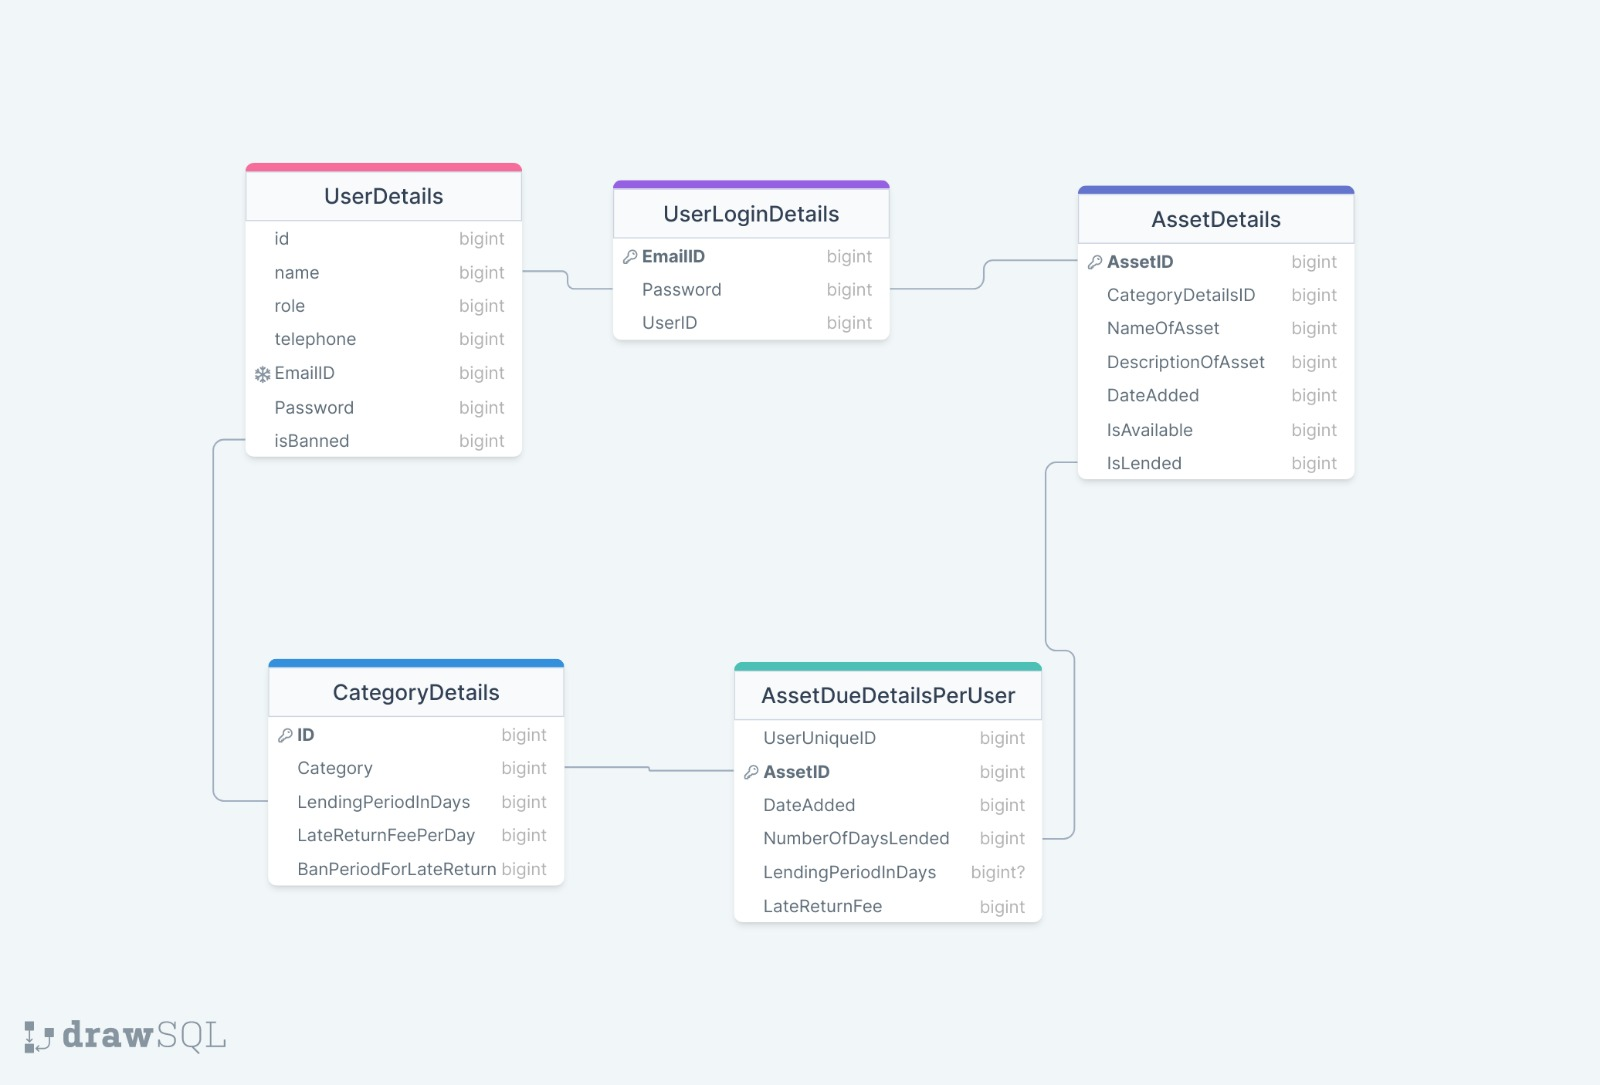 UserDetails
id bigint
name bigint
role bigint
telephone bigint
EmailID bigint
Password bigint
isBanned bigint
UserLoginDetails
EmailID bigint
Password bigint
UserID bigint
AssetDetails
AssetID bigint
CategoryDetailsID bigint
NameOfAsset bigint
DescriptionOfAsset bigint
DateAdded bigint
IsAvailable bigint
IsLended bigint
CategoryDetails
ID bigint
Category bigint
LendingPeriodInDays bigint
LateReturnFeePerDay bigint
BanPeriodForLateReturn bigint
AssetDueDetailsPerUser
UserUniqueID bigint
AssetID bigint
DateAdded bigint
NumberOfDaysLended bigint
LendingPeriodInDays bigint?
LateReturnFee bigint
drawSQL